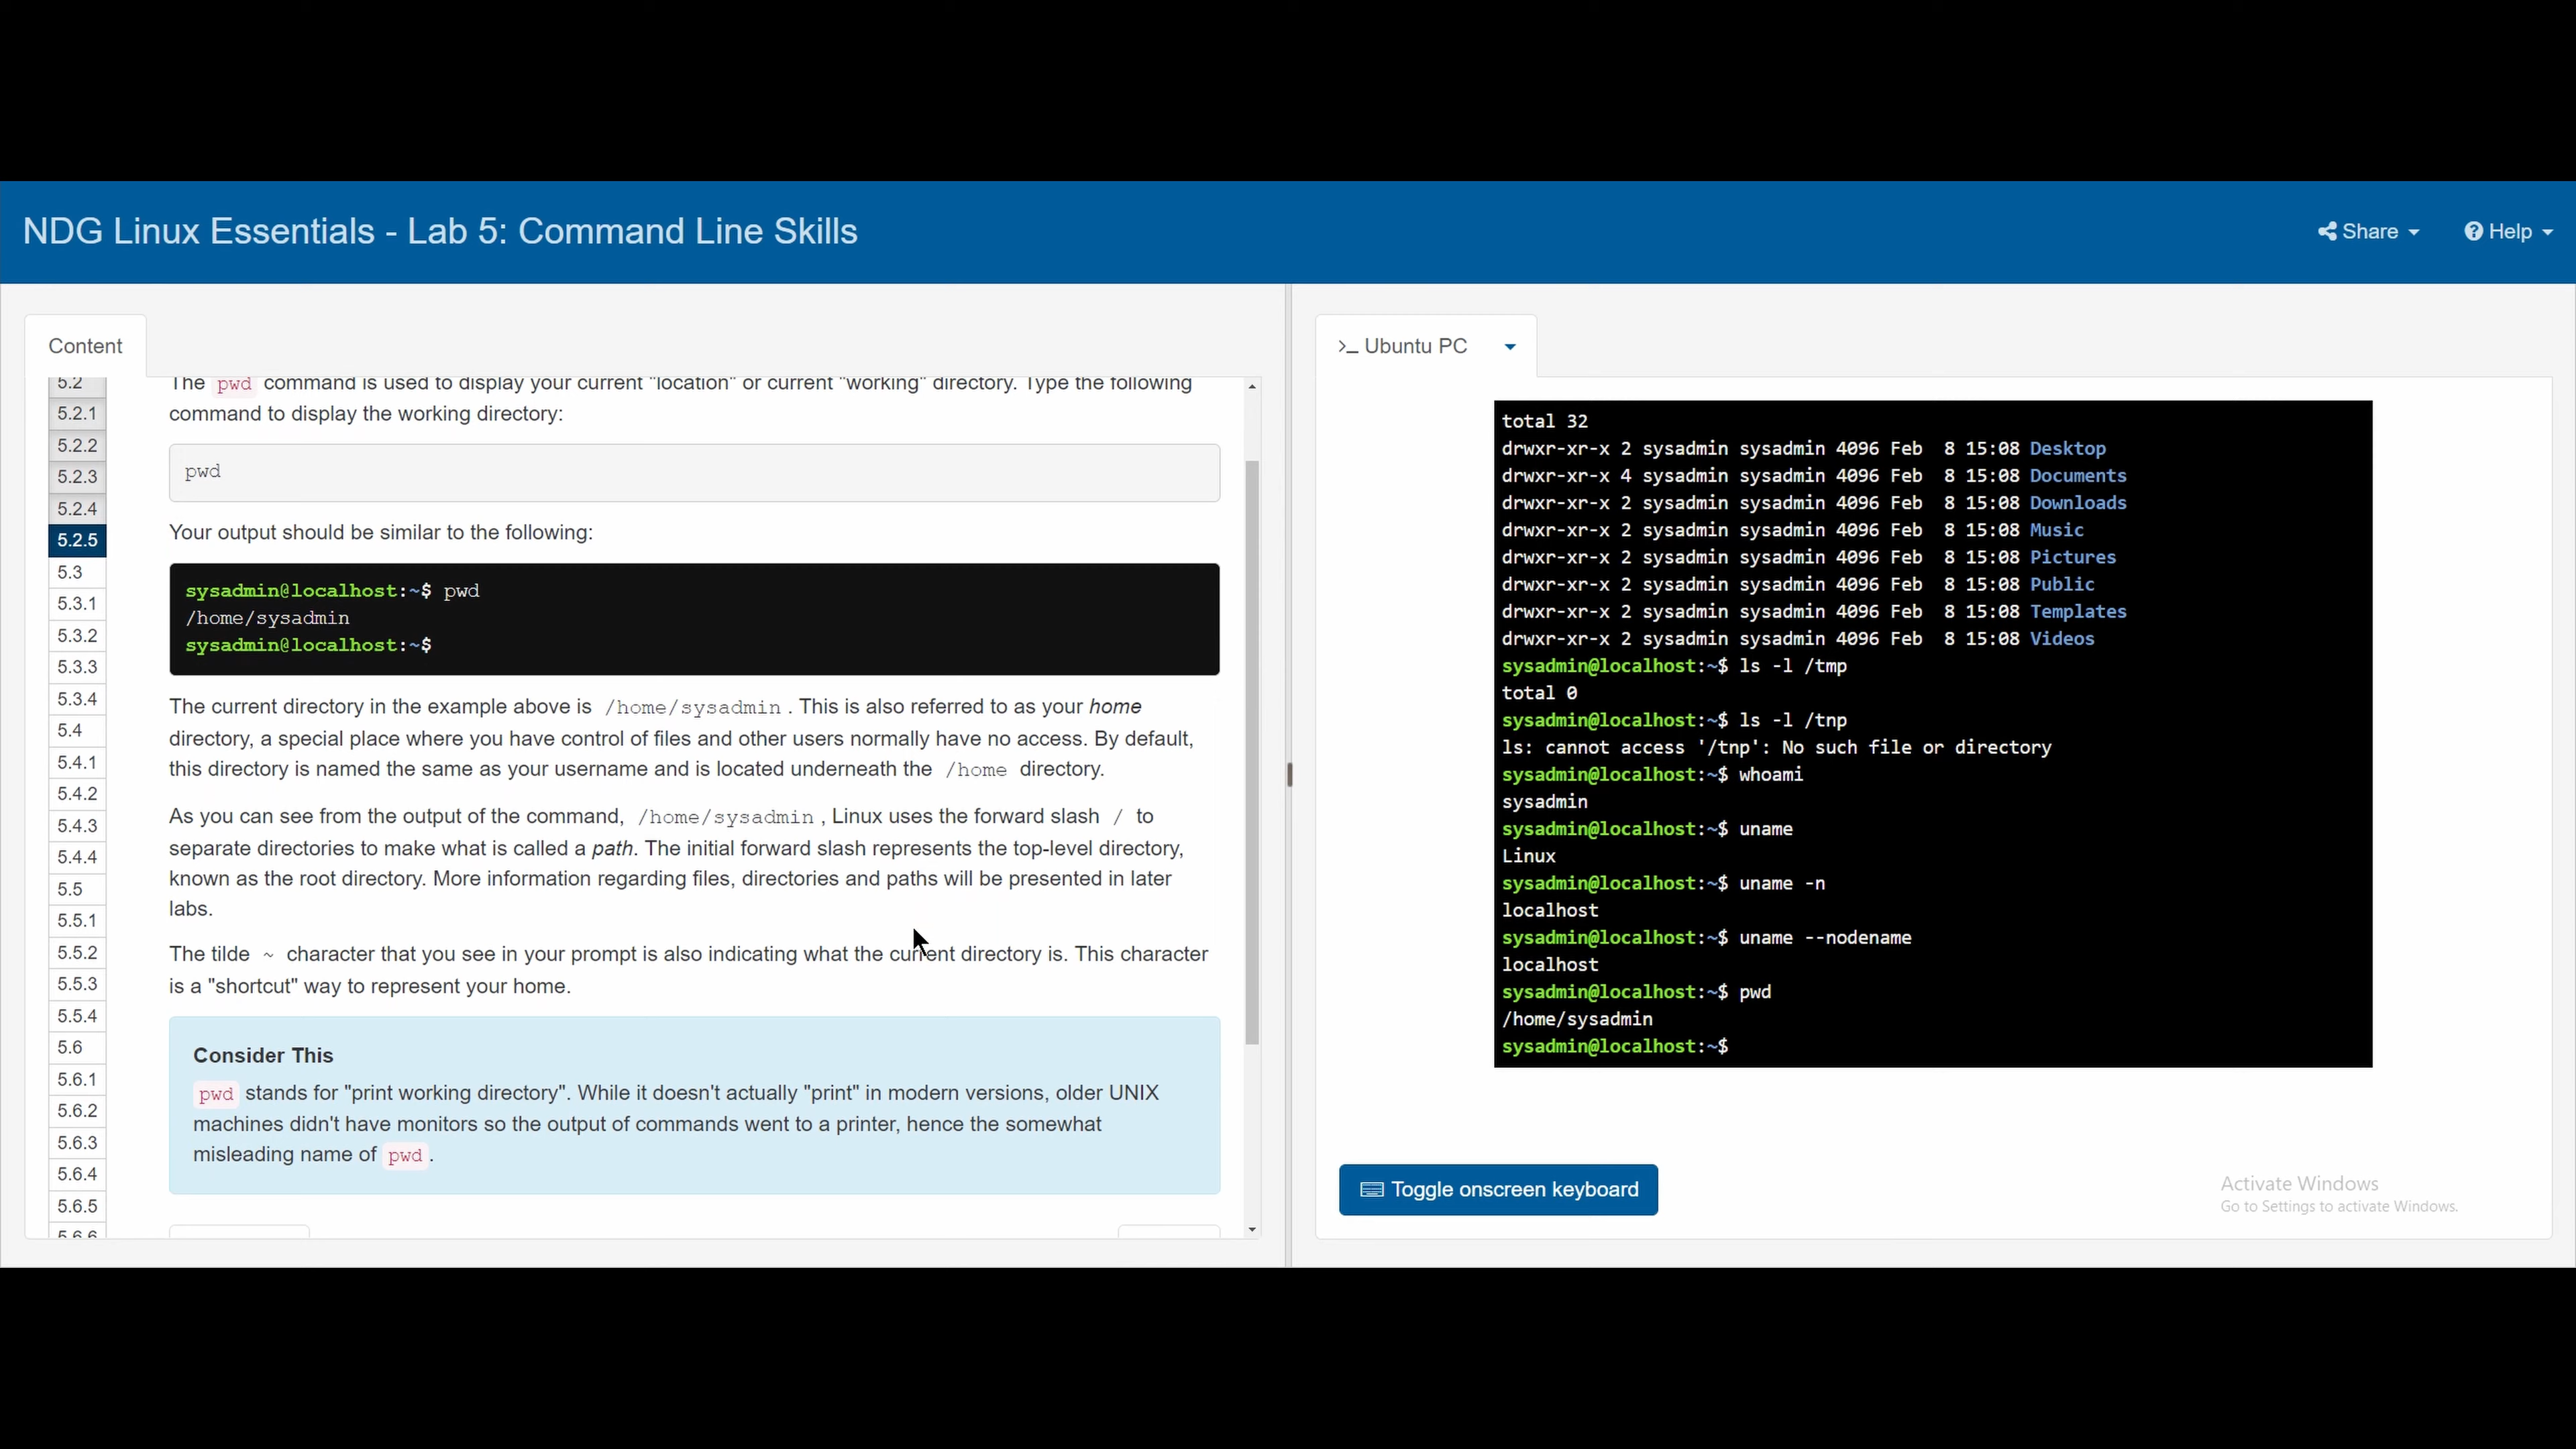 NDG Linux Essentials - Lab 5: Command Line Skills
Share
Help
Content
5.2
5.2.1
5.2.2
5.2.3
5.2.4
5.2.5
5.3
5.3.1
5.3.2
5.3.3
5.3.4
5.4
5.4.1
5.4.2
5.4.3
5.4.4
5.5
5.5.1
5.5.2
5.5.3
5.5.4
5.6
5.6.1
5.6.2
5.6.3
5.6.4
5.6.5
5.6.6
The pwd command is used to display your current "location" or current "working" directory. Type the following
command to display the working directory:
pwd
Your output should be similar to the following:
sysadmin@localhost:~$ pwd
/home/sysadmin
sysadmin@localhost:~$
The current directory in the example above is /home/sysadmin. This is also referred to as your home
directory, a special place where you have control of files and other users normally have no access. By default,
this directory is named the same as your username and is located underneath the /home directory.
As you can see from the output of the command, /home/sysadmin, Linux uses the forward slash / to
separate directories to make what is called a path. The initial forward slash represents the top-level directory,
known as the root directory. More information regarding files, directories and paths will be presented in later
labs.
The tilde ~ character that you see in your prompt is also indicating what the current directory is. This character
is a "shortcut" way to represent your home.
Consider This
pwd stands for "print working directory". While it doesn't actually "print" in modern versions, older UNIX
machines didn't have monitors so the output of commands went to a printer, hence the somewhat
misleading name of pwd.
>_ Ubuntu PC
total 32
drwxr-xr-x 2 sysadmin sysadmin 4096 Feb  8 15:08 Desktop
drwxr-xr-x 4 sysadmin sysadmin 4096 Feb  8 15:08 Documents
drwxr-xr-x 2 sysadmin sysadmin 4096 Feb  8 15:08 Downloads
drwxr-xr-x 2 sysadmin sysadmin 4096 Feb  8 15:08 Music
drwxr-xr-x 2 sysadmin sysadmin 4096 Feb  8 15:08 Pictures
drwxr-xr-x 2 sysadmin sysadmin 4096 Feb  8 15:08 Public
drwxr-xr-x 2 sysadmin sysadmin 4096 Feb  8 15:08 Templates
drwxr-xr-x 2 sysadmin sysadmin 4096 Feb  8 15:08 Videos
sysadmin@localhost:~$ ls -l /tmp
total 0
sysadmin@localhost:~$ ls -l /tnp
ls: cannot access '/tnp': No such file or directory
sysadmin@localhost:~$ whoami
sysadmin
sysadmin@localhost:~$ uname
Linux
sysadmin@localhost:~$ uname -n
localhost
sysadmin@localhost:~$ uname --nodename
localhost
sysadmin@localhost:~$ pwd
/home/sysadmin
sysadmin@localhost:~$
Toggle onscreen keyboard
Activate Windows
Go to Settings to activate Windows.